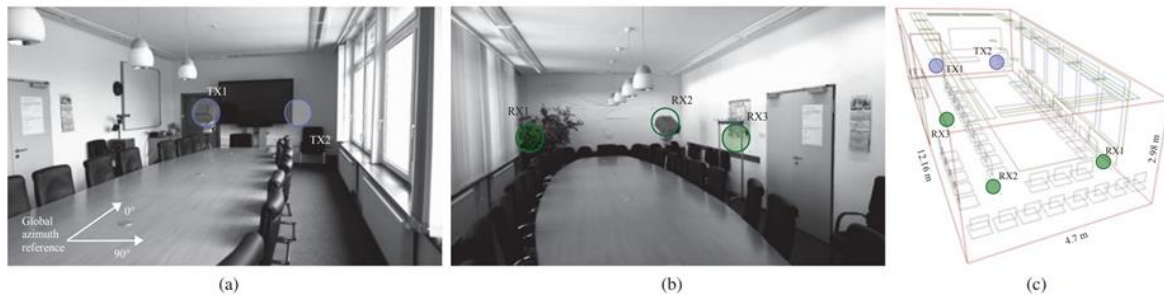 TX1
TX2
Global
azimuth
reference
0°
90°
(a)
RX1
RX2
RX3
(b)
TX1
TX2
RX3
RX1
RX2
12.16 m
4.7 m
2.98 m
(c)